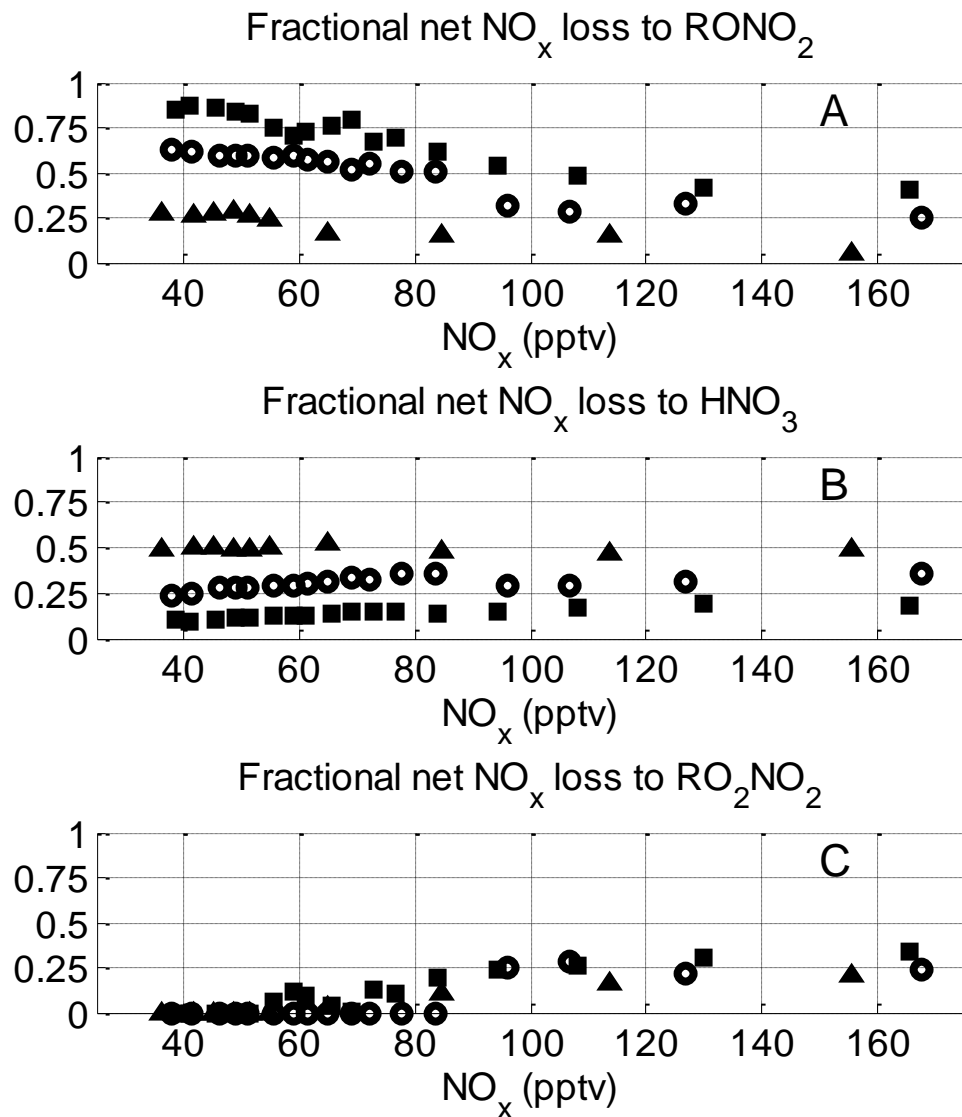 Fractional net NOx loss to RONO2
1
0.75
0.5
0.25
0
A
40 60 80 100 120 140 160
NOx (pptv)
Fractional net NOx loss to HNO3
1
0.75
0.5
0.25
0
B
40 60 80 100 120 140 160
NOx (pptv)
Fractional net NOx loss to RO2NO2
1
0.75
0.5
0.25
0
C
40 60 80 100 120 140 160
NOx (pptv)